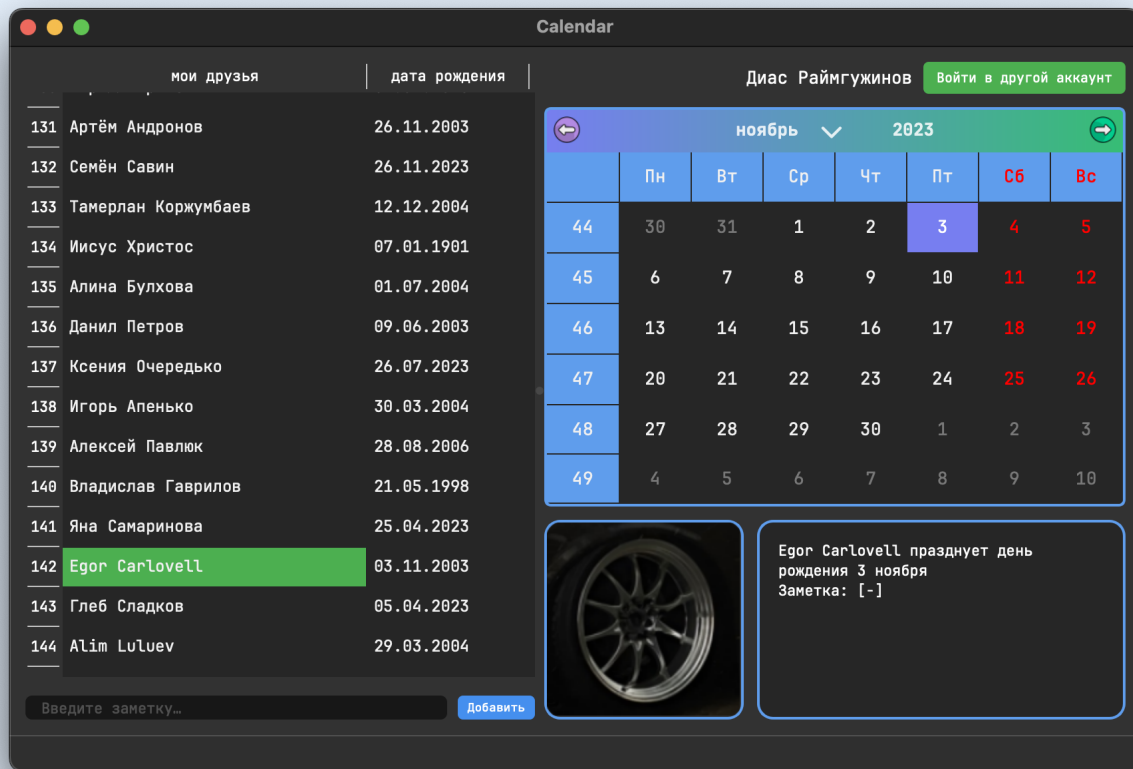 Calendar
мои друзья дата рождения
131 Артём Андронов 26.11.2003
132 Семён Савин 26.11.2023
133 Тамерлан Коржумбаев 12.12.2004
134 Иисус Христос 07.01.1901
135 Алина Булхова 01.07.2004
136 Данил Петров 09.06.2003
137 Ксения Очередько 26.07.2023
138 Игорь Апенько 30.03.2004
139 Алексей Павлюк 28.08.2006
140 Владислав Гаврилов 21.05.1998
141 Яна Самаринова 25.04.2023
142 Egor Carlovell 03.11.2003
143 Глеб Сладков 05.04.2023
144 Alim Luluev 29.03.2004
Введите заметку…
Добавить
Диас Раймгужинов
Войти в другой аккаунт
ноябрь 2023
Пн Вт Ср Чт Пт Сб Вс
44 30 31 1 2 3 4 5
45 6 7 8 9 10 11 12
46 13 14 15 16 17 18 19
47 20 21 22 23 24 25 26
48 27 28 29 30 1 2 3
49 4 5 6 7 8 9 10
Egor Carlovell празднует день
рождения 3 ноября
Заметка: [-]